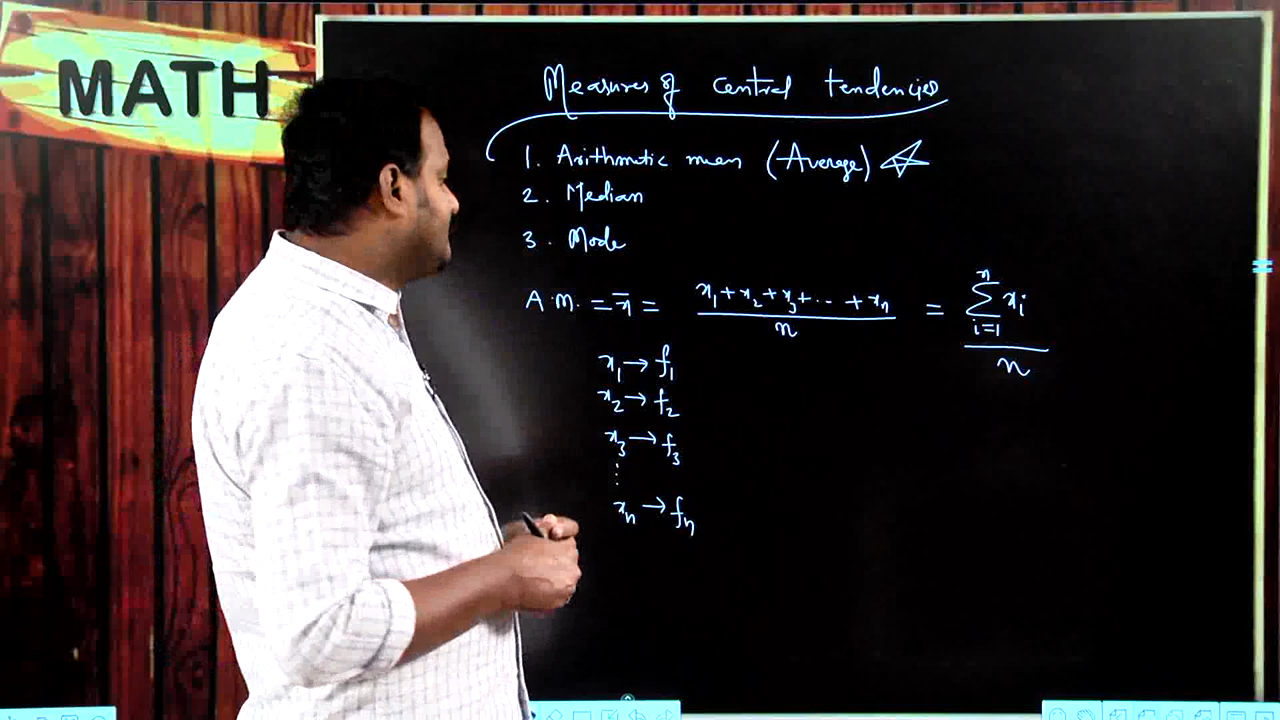 MATH
Measures of central tendencies
1. Arithmetic mean (Average)
2. Median
3. Mode
A.M. = x̄ = (x₁ + x₂ + x₃ + ... + xₙ) / n = (∑ᵢ₌₁ⁿ xᵢ) / n
x₁ → f₁
x₂ → f₂
x₃ → f₃
⋮
xₙ → fₙ